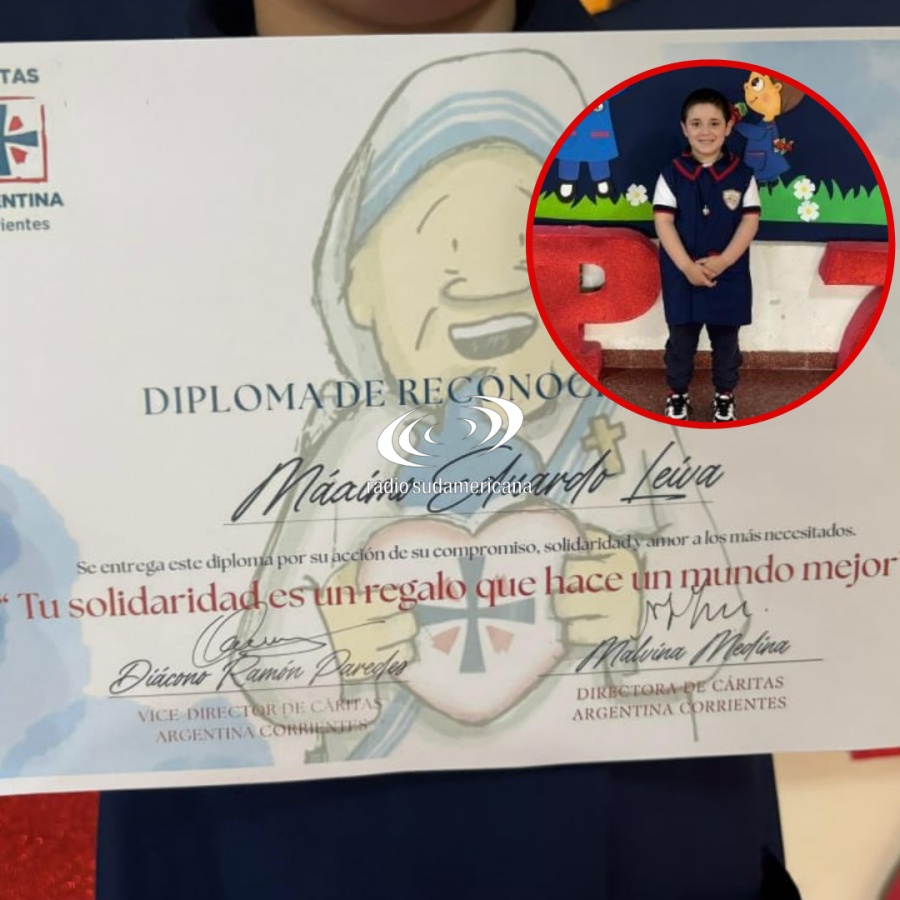 TAS
ENTINA
ientes
DIPLOMA DE RECONOC
Máximo Eduardo Leiva
radio sudamericana
Se entrega este diploma por su acción de su compromiso, solidaridad y amor a los más necesitados.
“ Tu solidaridad es un regalo que hace un mundo mejor
Diácono Ramón Paredes
VICE-DIRECTOR DE CÁRITAS
ARGENTINA CORRIENTES
Malvina Medina
DIRECTORA DE CÁRITAS
ARGENTINA CORRIENTES
P